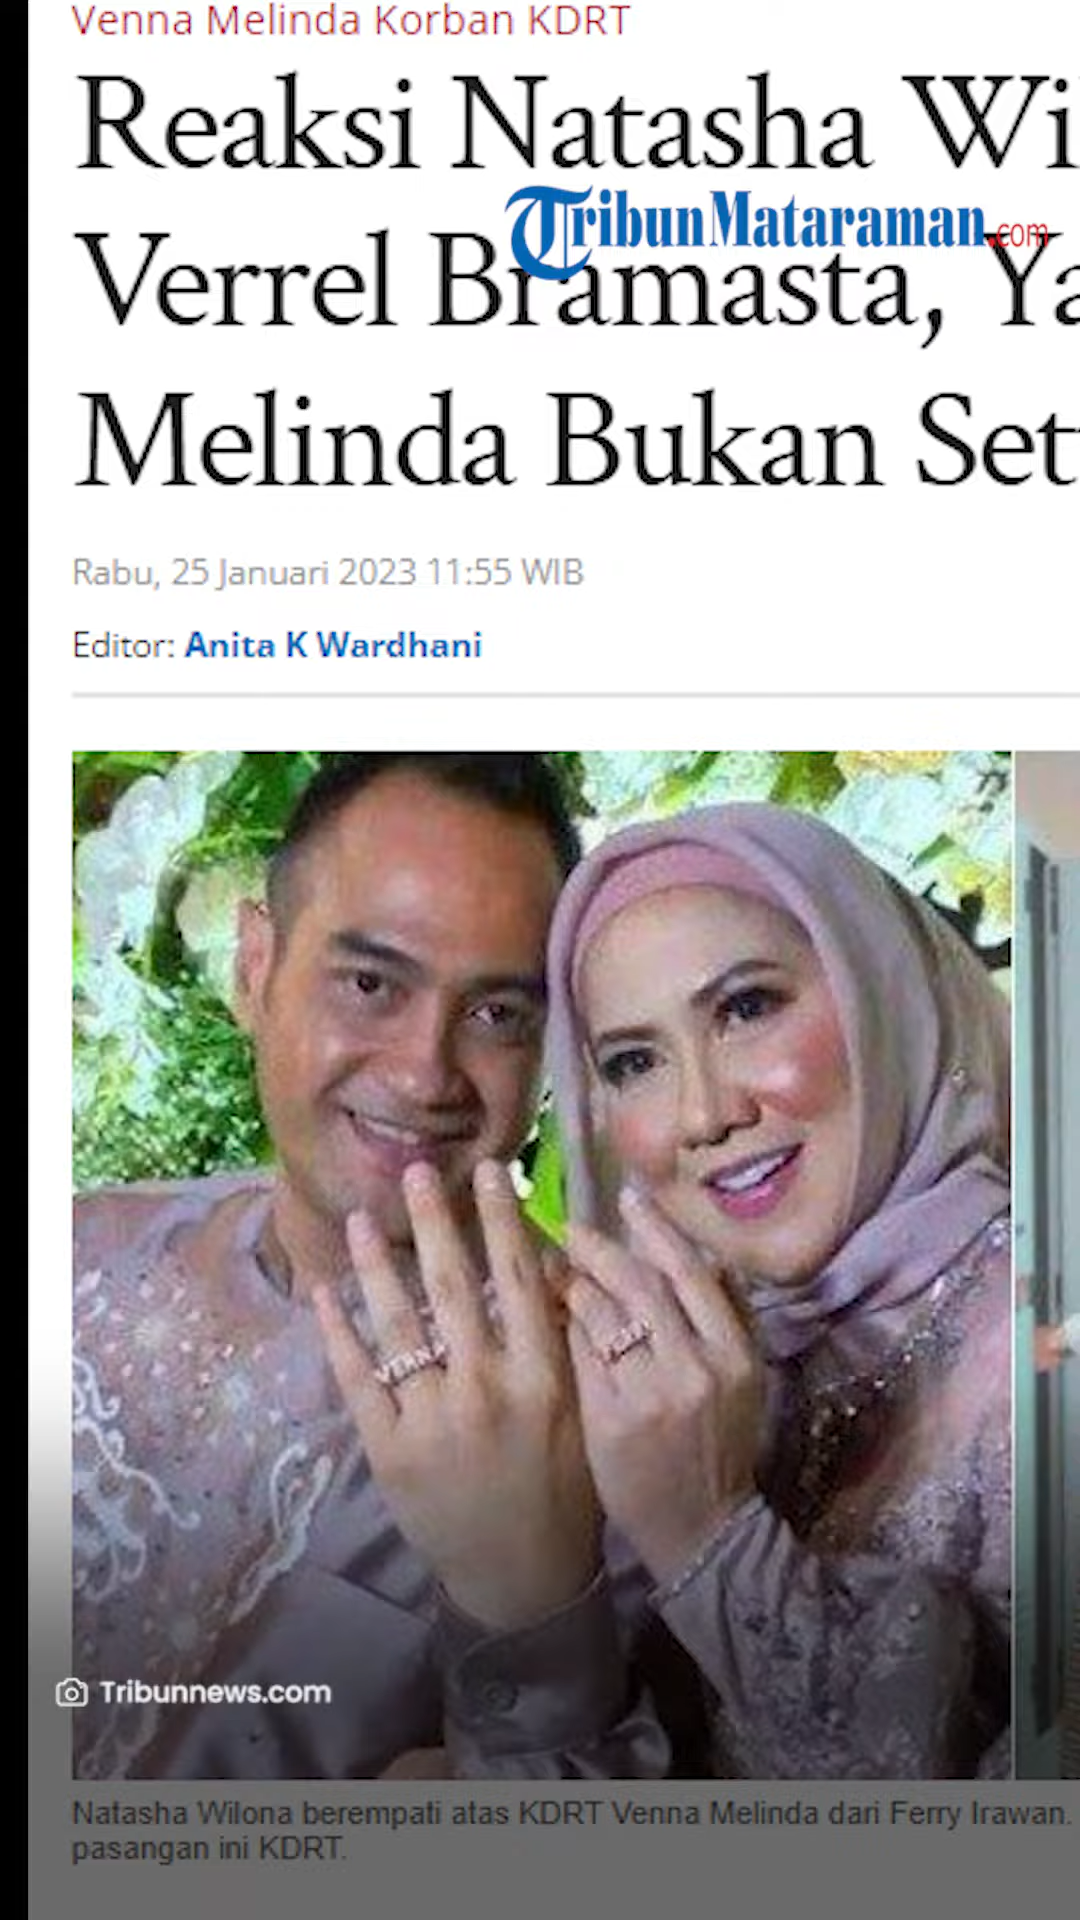 Venna Melinda Korban KDRT
Reaksi Natasha Wi
TribunMataraman.com
Verrel Bramasta, Ya
Melinda Bukan Set
Rabu, 25 Januari 2023 11:55 WIB
Editor: Anita K Wardhani
VENNA
Tribunnews.com
Natasha Wilona berempati atas KDRT Venna Melinda dari Ferry Irawan.
pasangan ini KDRT.